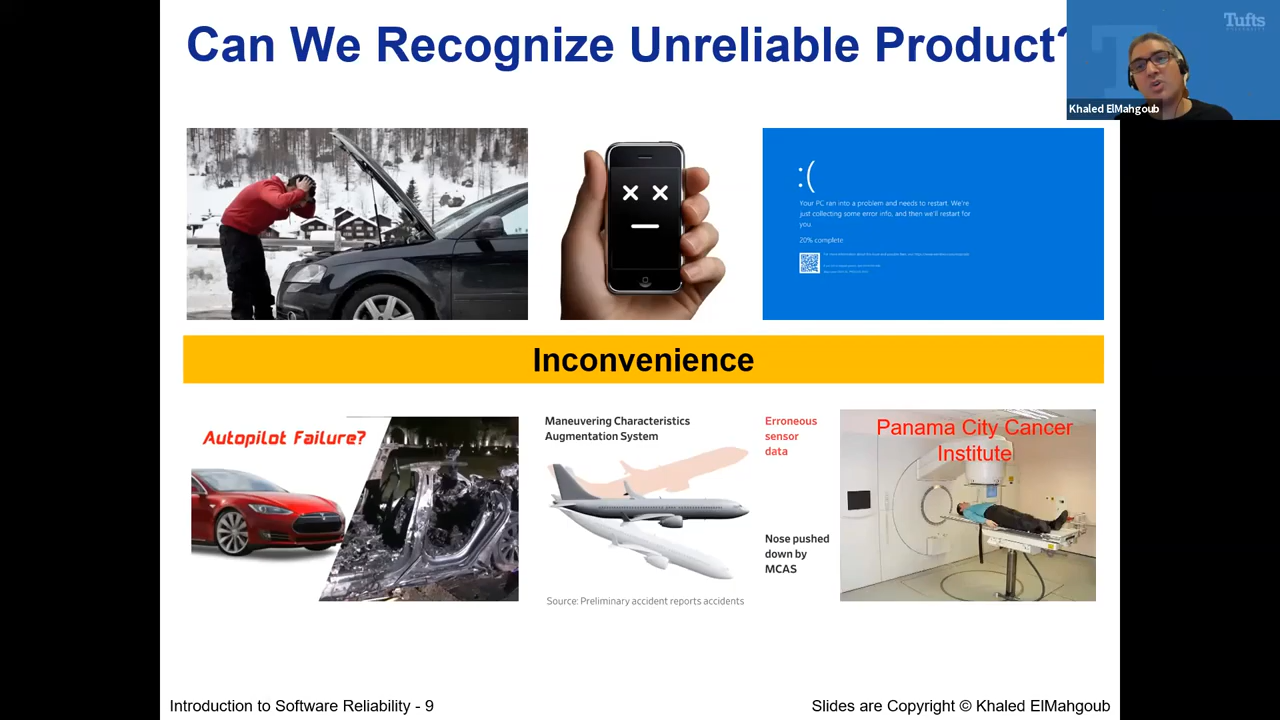 Can We Recognize Unreliable Product?
Tufts
UNIVERSITY
Khaled ElMahgoub
:(
Your PC ran into a problem and needs to restart. We're
just collecting some error info, and then we'll restart for
you.
20% complete
Inconvenience
Autopilot Failure?
Maneuvering Characteristics
Augmentation System
Erroneous
sensor
data
Nose pushed
down by
MCAS
Source: Preliminary accident reports accidents
Panama City Cancer
Institute
Introduction to Software Reliability - 9
Slides are Copyright © Khaled ElMahgoub